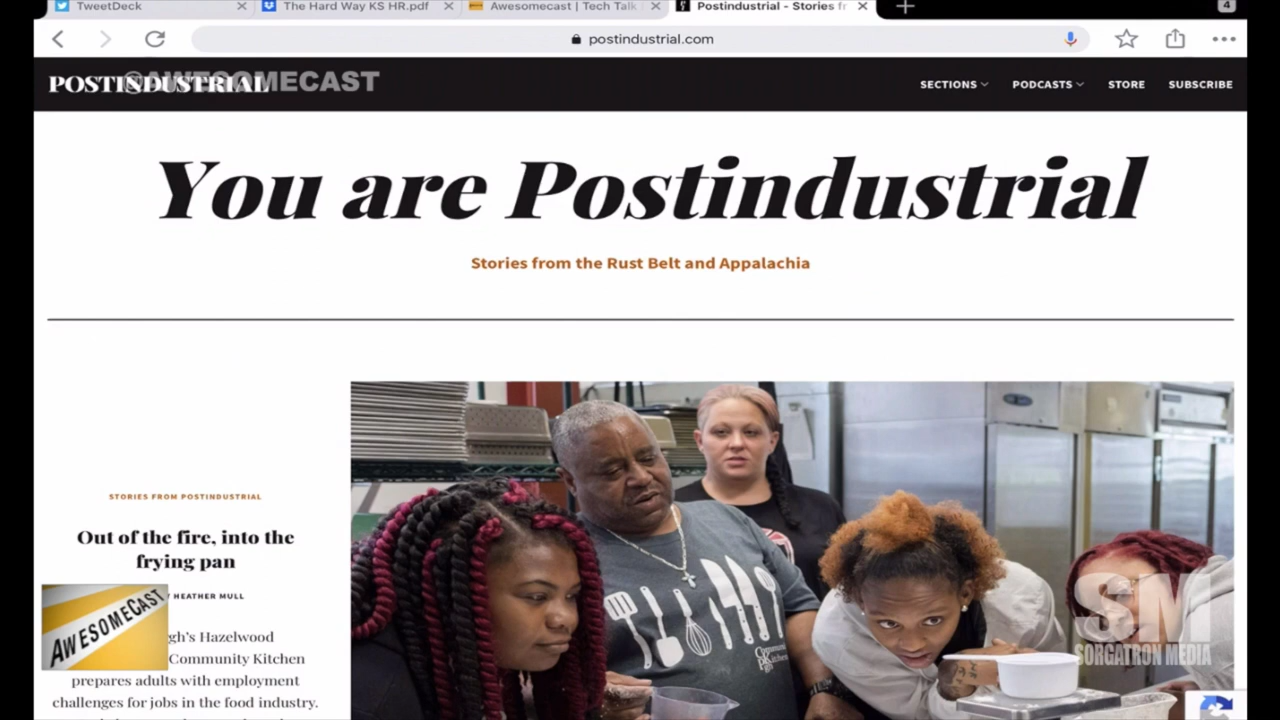 TweetDeck
The Hard Way KS HR.pdf
Awesomecast | Tech Talk
Postindustrial - Stories fr
4
postindustrial.com
POSTINDUSTRIAL
@AWESOMECAST
SECTIONS
PODCASTS
STORE
SUBSCRIBE
You are Postindustrial
Stories from the Rust Belt and Appalachia
STORIES FROM POSTINDUSTRIAL
Out of the fire, into the
frying pan
HEATHER MULL
gh's Hazelwood
Community Kitchen
prepares adults with employment
challenges for jobs in the food industry.
AWESOMECAST
Community
Kitchen
SM
SORGATRON MEDIA